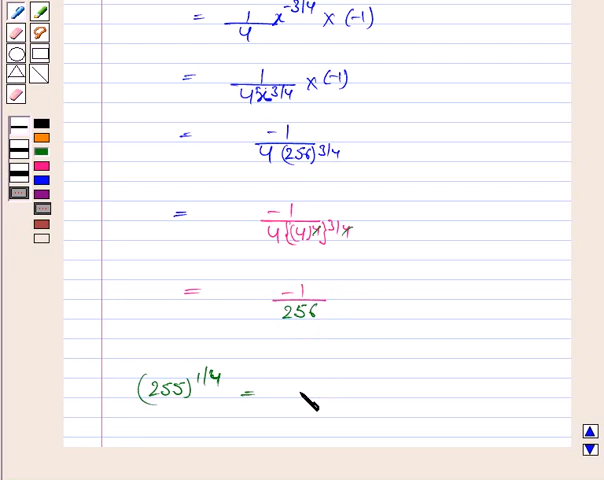 = 1/4 x^-3/4 × (-1)
= 1/4x^3/4 × (-1)
= -1/4(256)^3/4
= -1/4{(4)^4}^3/4
= -1/256
(255)^1/4 =